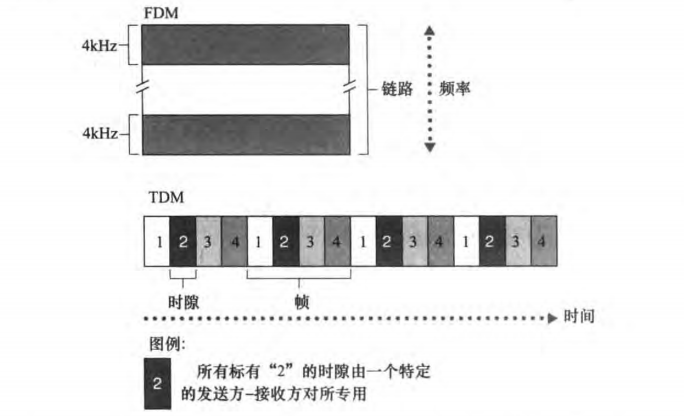 FDM
4kHz
链路
频率
4kHz
TDM
1 2 3 4 1 2 3 4 1 2 3 4 1 2 3 4
时隙
帧
时间
图例:
2
所有标有“2”的时隙由一个特定
的发送方-接收方对所专用